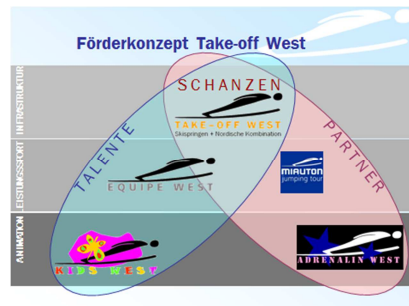 Förderkonzept Take-off West
INFRASTRUKTUR
LEISTUNGSSPORT
ANIMATION
TALENTE
PARTNER
SCHANZEN
TAKE-OFF WEST
Skispringen + Nordische Kombination
EQUIPE WEST
MIAUTON
jumping tour
KIDS WEST
ADRENALIN WEST